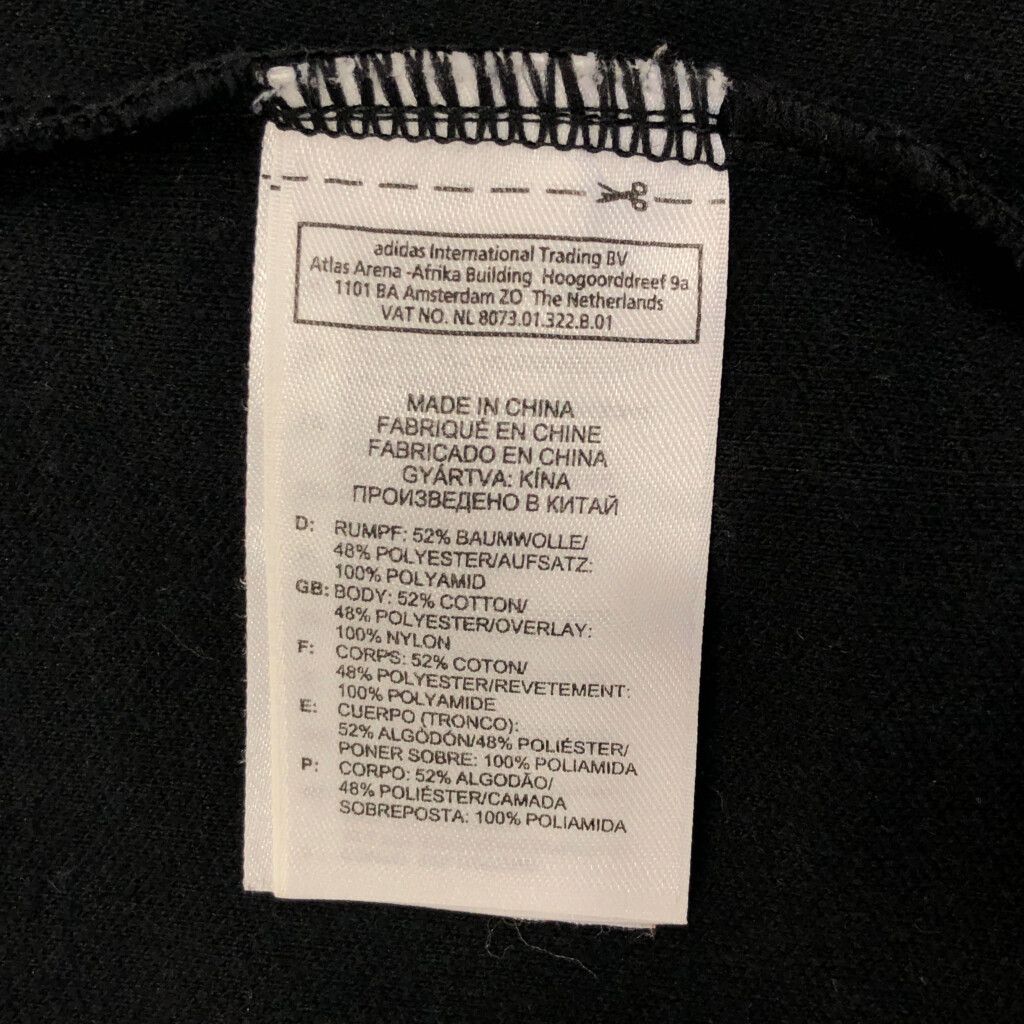 adidas International Trading BV
Atlas Arena -Afrika Building Hoogoorddreef 9a
1101 BA Amsterdam ZO The Netherlands
VAT NO. NL 8073.01.322.B.01
MADE IN CHINA
FABRIQUÉ EN CHINE
FABRICADO EN CHINA
GYÁRTVA: KÍNA
ПРОИЗВЕДЕНО В КИТАЙ
D: RUMPF: 52% BAUMWOLLE/
48% POLYESTER/AUFSATZ:
100% POLYAMID
GB: BODY: 52% COTTON/
48% POLYESTER/OVERLAY:
100% NYLON
F: CORPS: 52% COTON/
48% POLYESTER/REVETEMENT:
100% POLYAMIDE
E: CUERPO (TRONCO):
52% ALGODÓN/48% POLIÉSTER/
PONER SOBRE: 100% POLIAMIDA
P: CORPO: 52% ALGODÃO/
48% POLIÉSTER/CAMADA
SOBREPOSTA: 100% POLIAMIDA